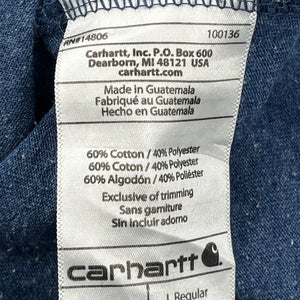 RN#14806 100136
Carhartt, Inc. P.O. Box 600
Dearborn, MI 48121 USA
carhartt.com
Made in Guatemala
Fabriqué au Guatemala
Hecho en Guatemala
60% Cotton / 40% Polyester
60% Coton / 40% Polyester
60% Algodón / 40% Poliéster
Exclusive of trimming
Sans garniture
Sin incluir adorno
carhartt
L Regular